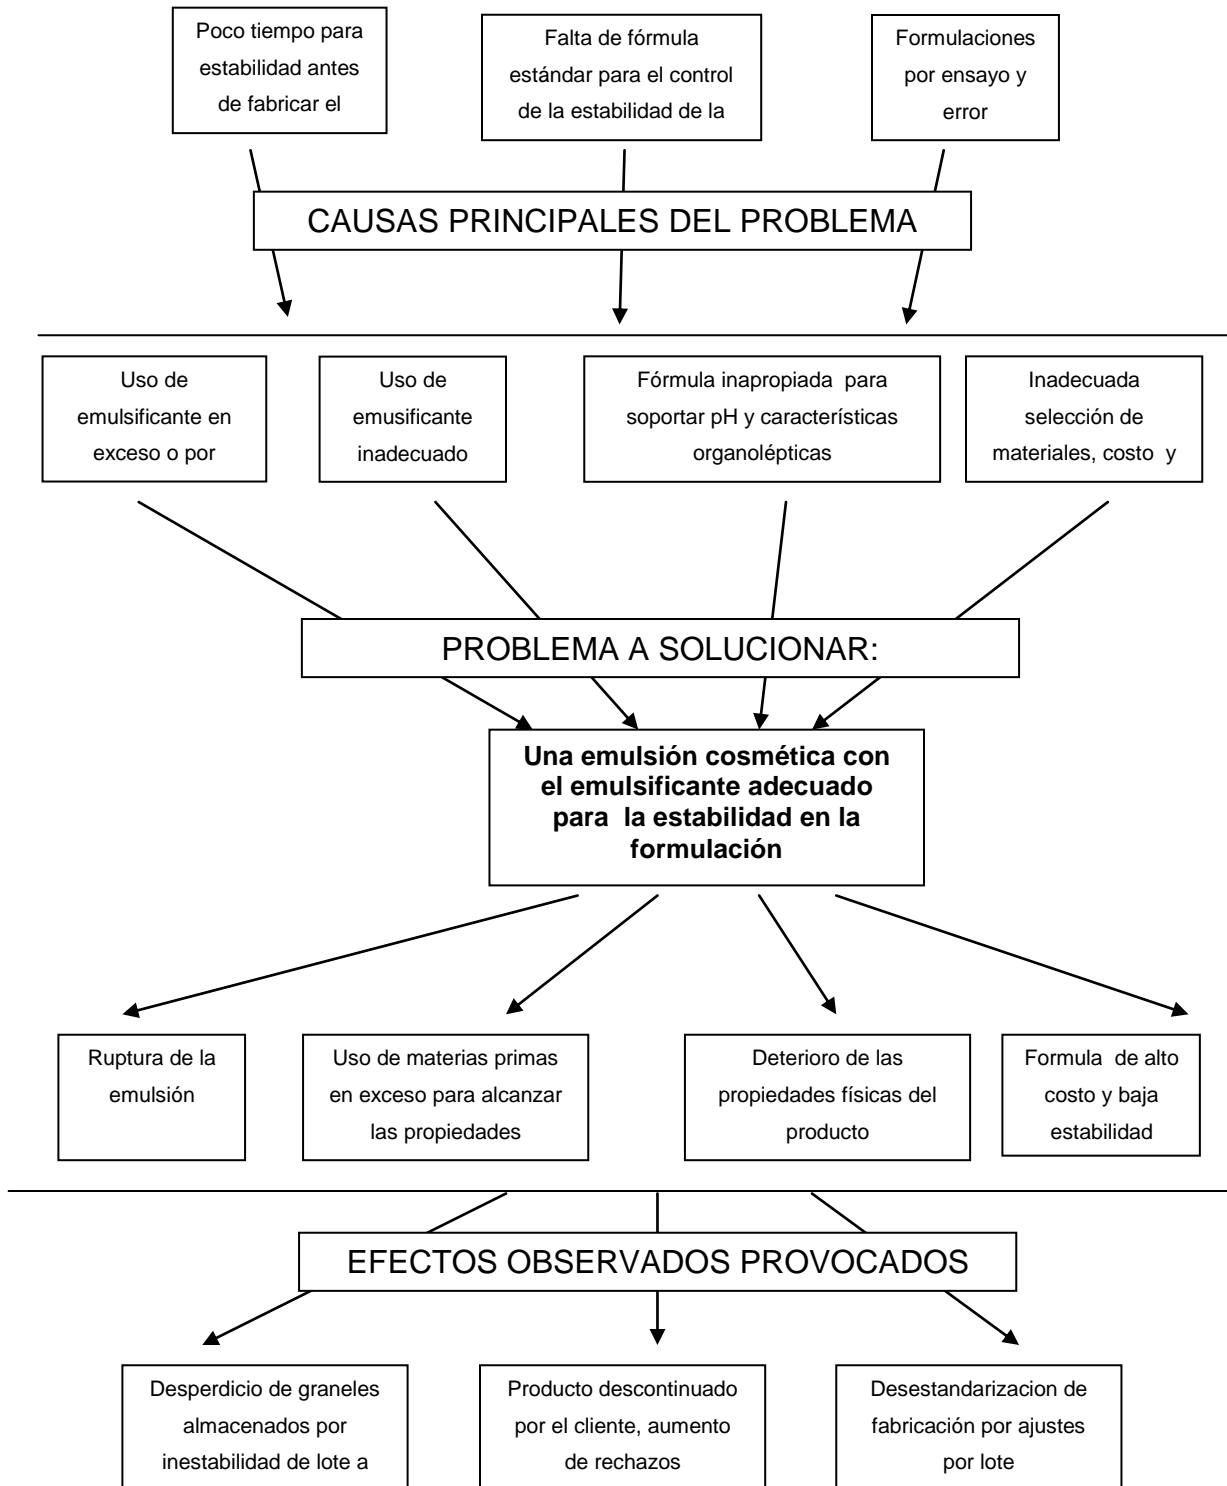 Poco tiempo para
estabilidad antes
de fabricar el
Falta de fórmula
estándar para el control
de la estabilidad de la
Formulaciones
por ensayo y
error
CAUSAS PRINCIPALES DEL PROBLEMA
Uso de
emulsificante en
exceso o por
Uso de
emusificante
inadecuado
Fórmula inapropiada para
soportar pH y características
organolépticas
Inadecuada
selección de
materiales, costo y
PROBLEMA A SOLUCIONAR:
Una emulsión cosmética con
el emulsificante adecuado
para la estabilidad en la
formulación
Ruptura de la
emulsión
Uso de materias primas
en exceso para alcanzar
las propiedades
Deterioro de las
propiedades físicas del
producto
Formula de alto
costo y baja
estabilidad
EFECTOS OBSERVADOS PROVOCADOS
Desperdicio de graneles
almacenados por
inestabilidad de lote a
Producto descontinuado
por el cliente, aumento
de rechazos
Desestandarizacion de
fabricación por ajustes
por lote